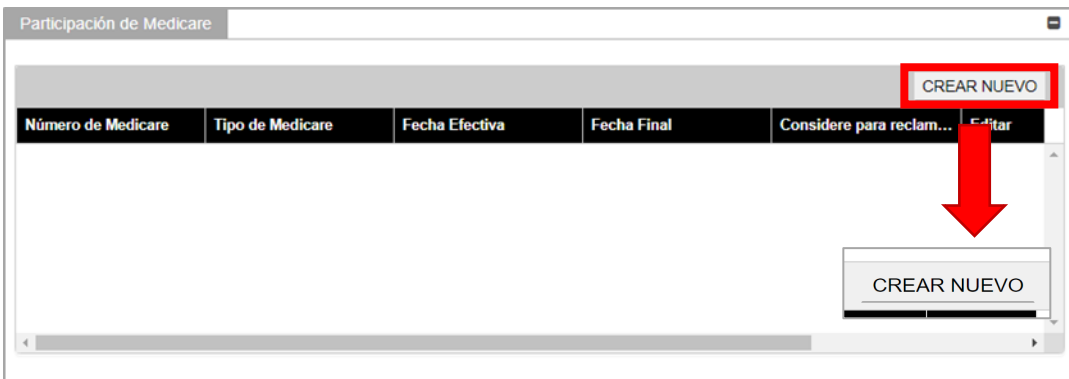 Participación de Medicare
CREAR NUEVO
Número de Medicare Tipo de Medicare Fecha Efectiva Fecha Final Considere para reclam... Editar
CREAR NUEVO